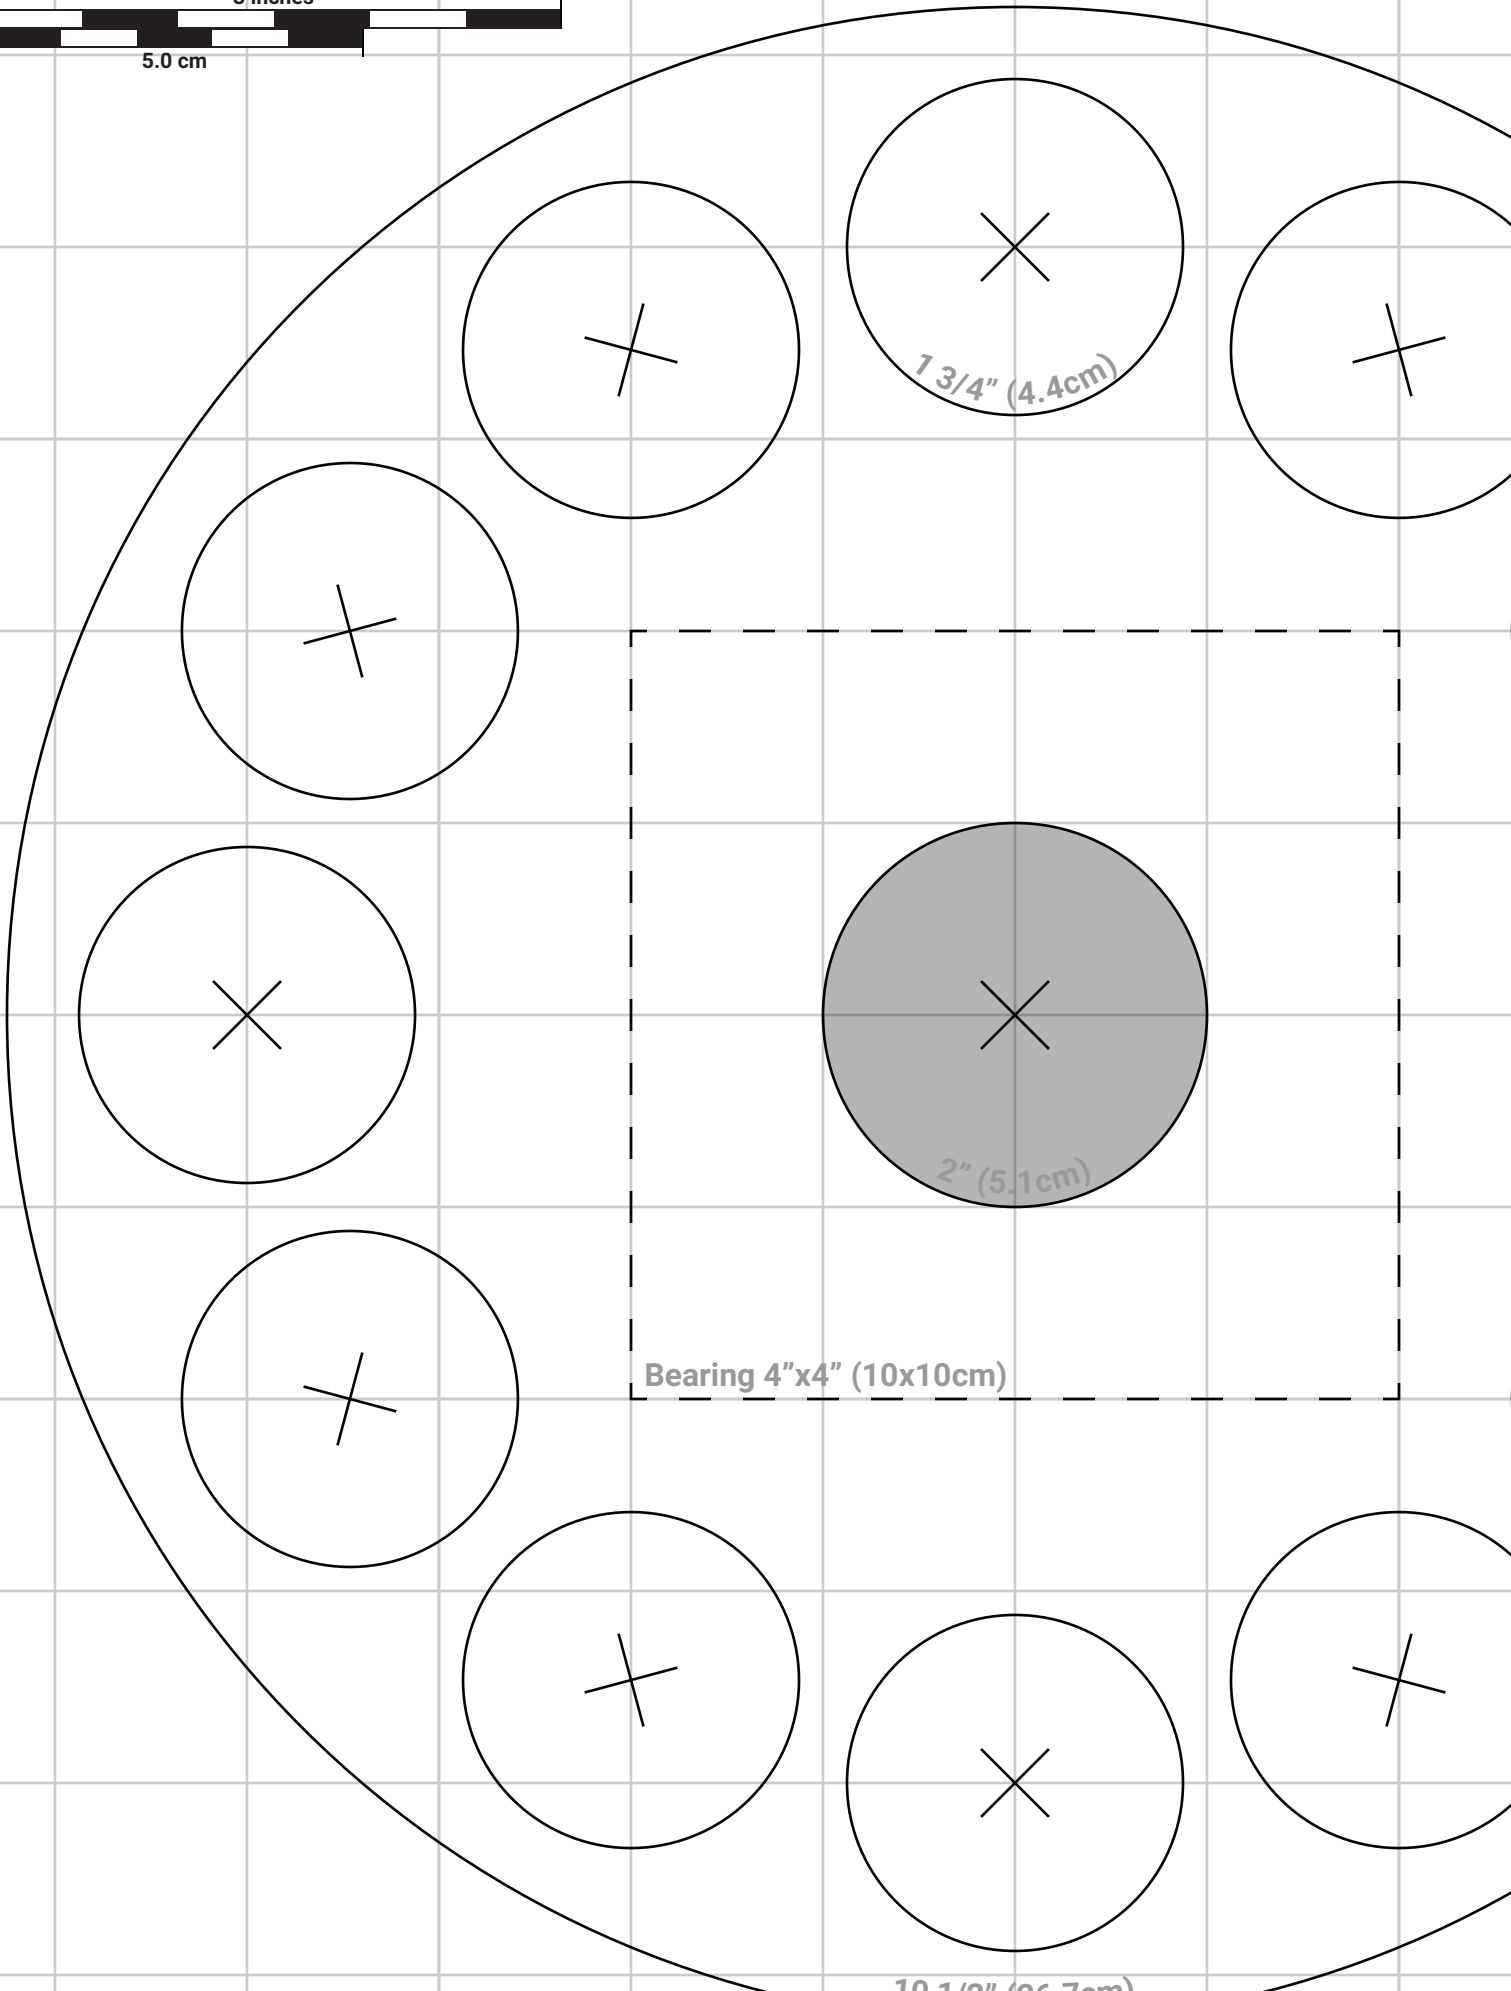 5.0 cm
1 3/4” (4.4cm)
2” (5.1cm)
Bearing 4”x4” (10x10cm)